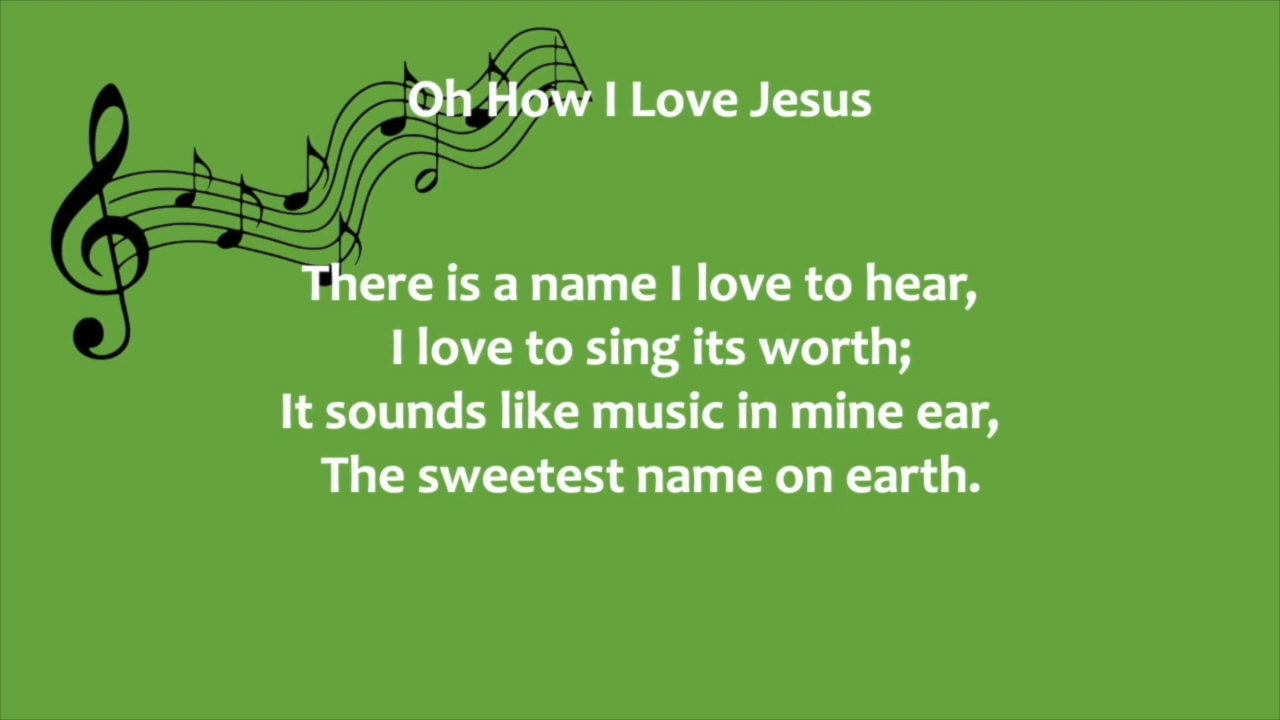 Oh How I Love Jesus
There is a name I love to hear,
I love to sing its worth;
It sounds like music in mine ear,
The sweetest name on earth.